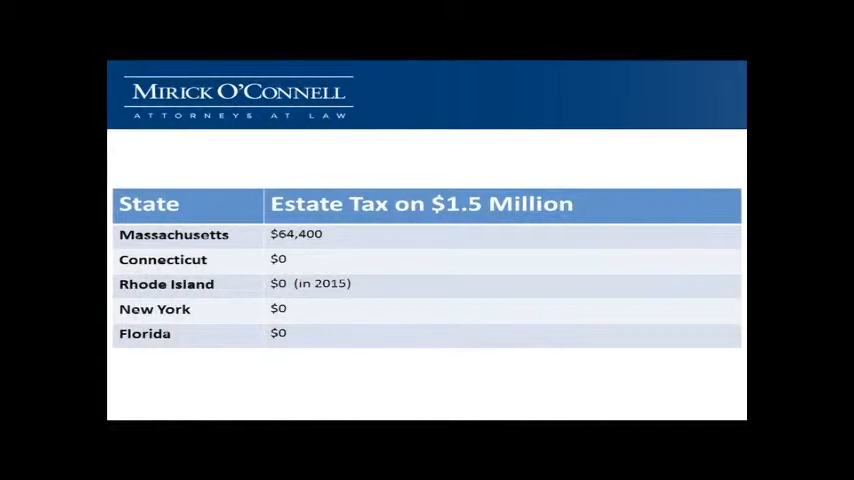 MIRICK O'CONNELL
ATTORNEYS AT LAW
State Estate Tax on $1.5 Million
Massachusetts $64,400
Connecticut $0
Rhode Island $0 (in 2015)
New York $0
Florida $0